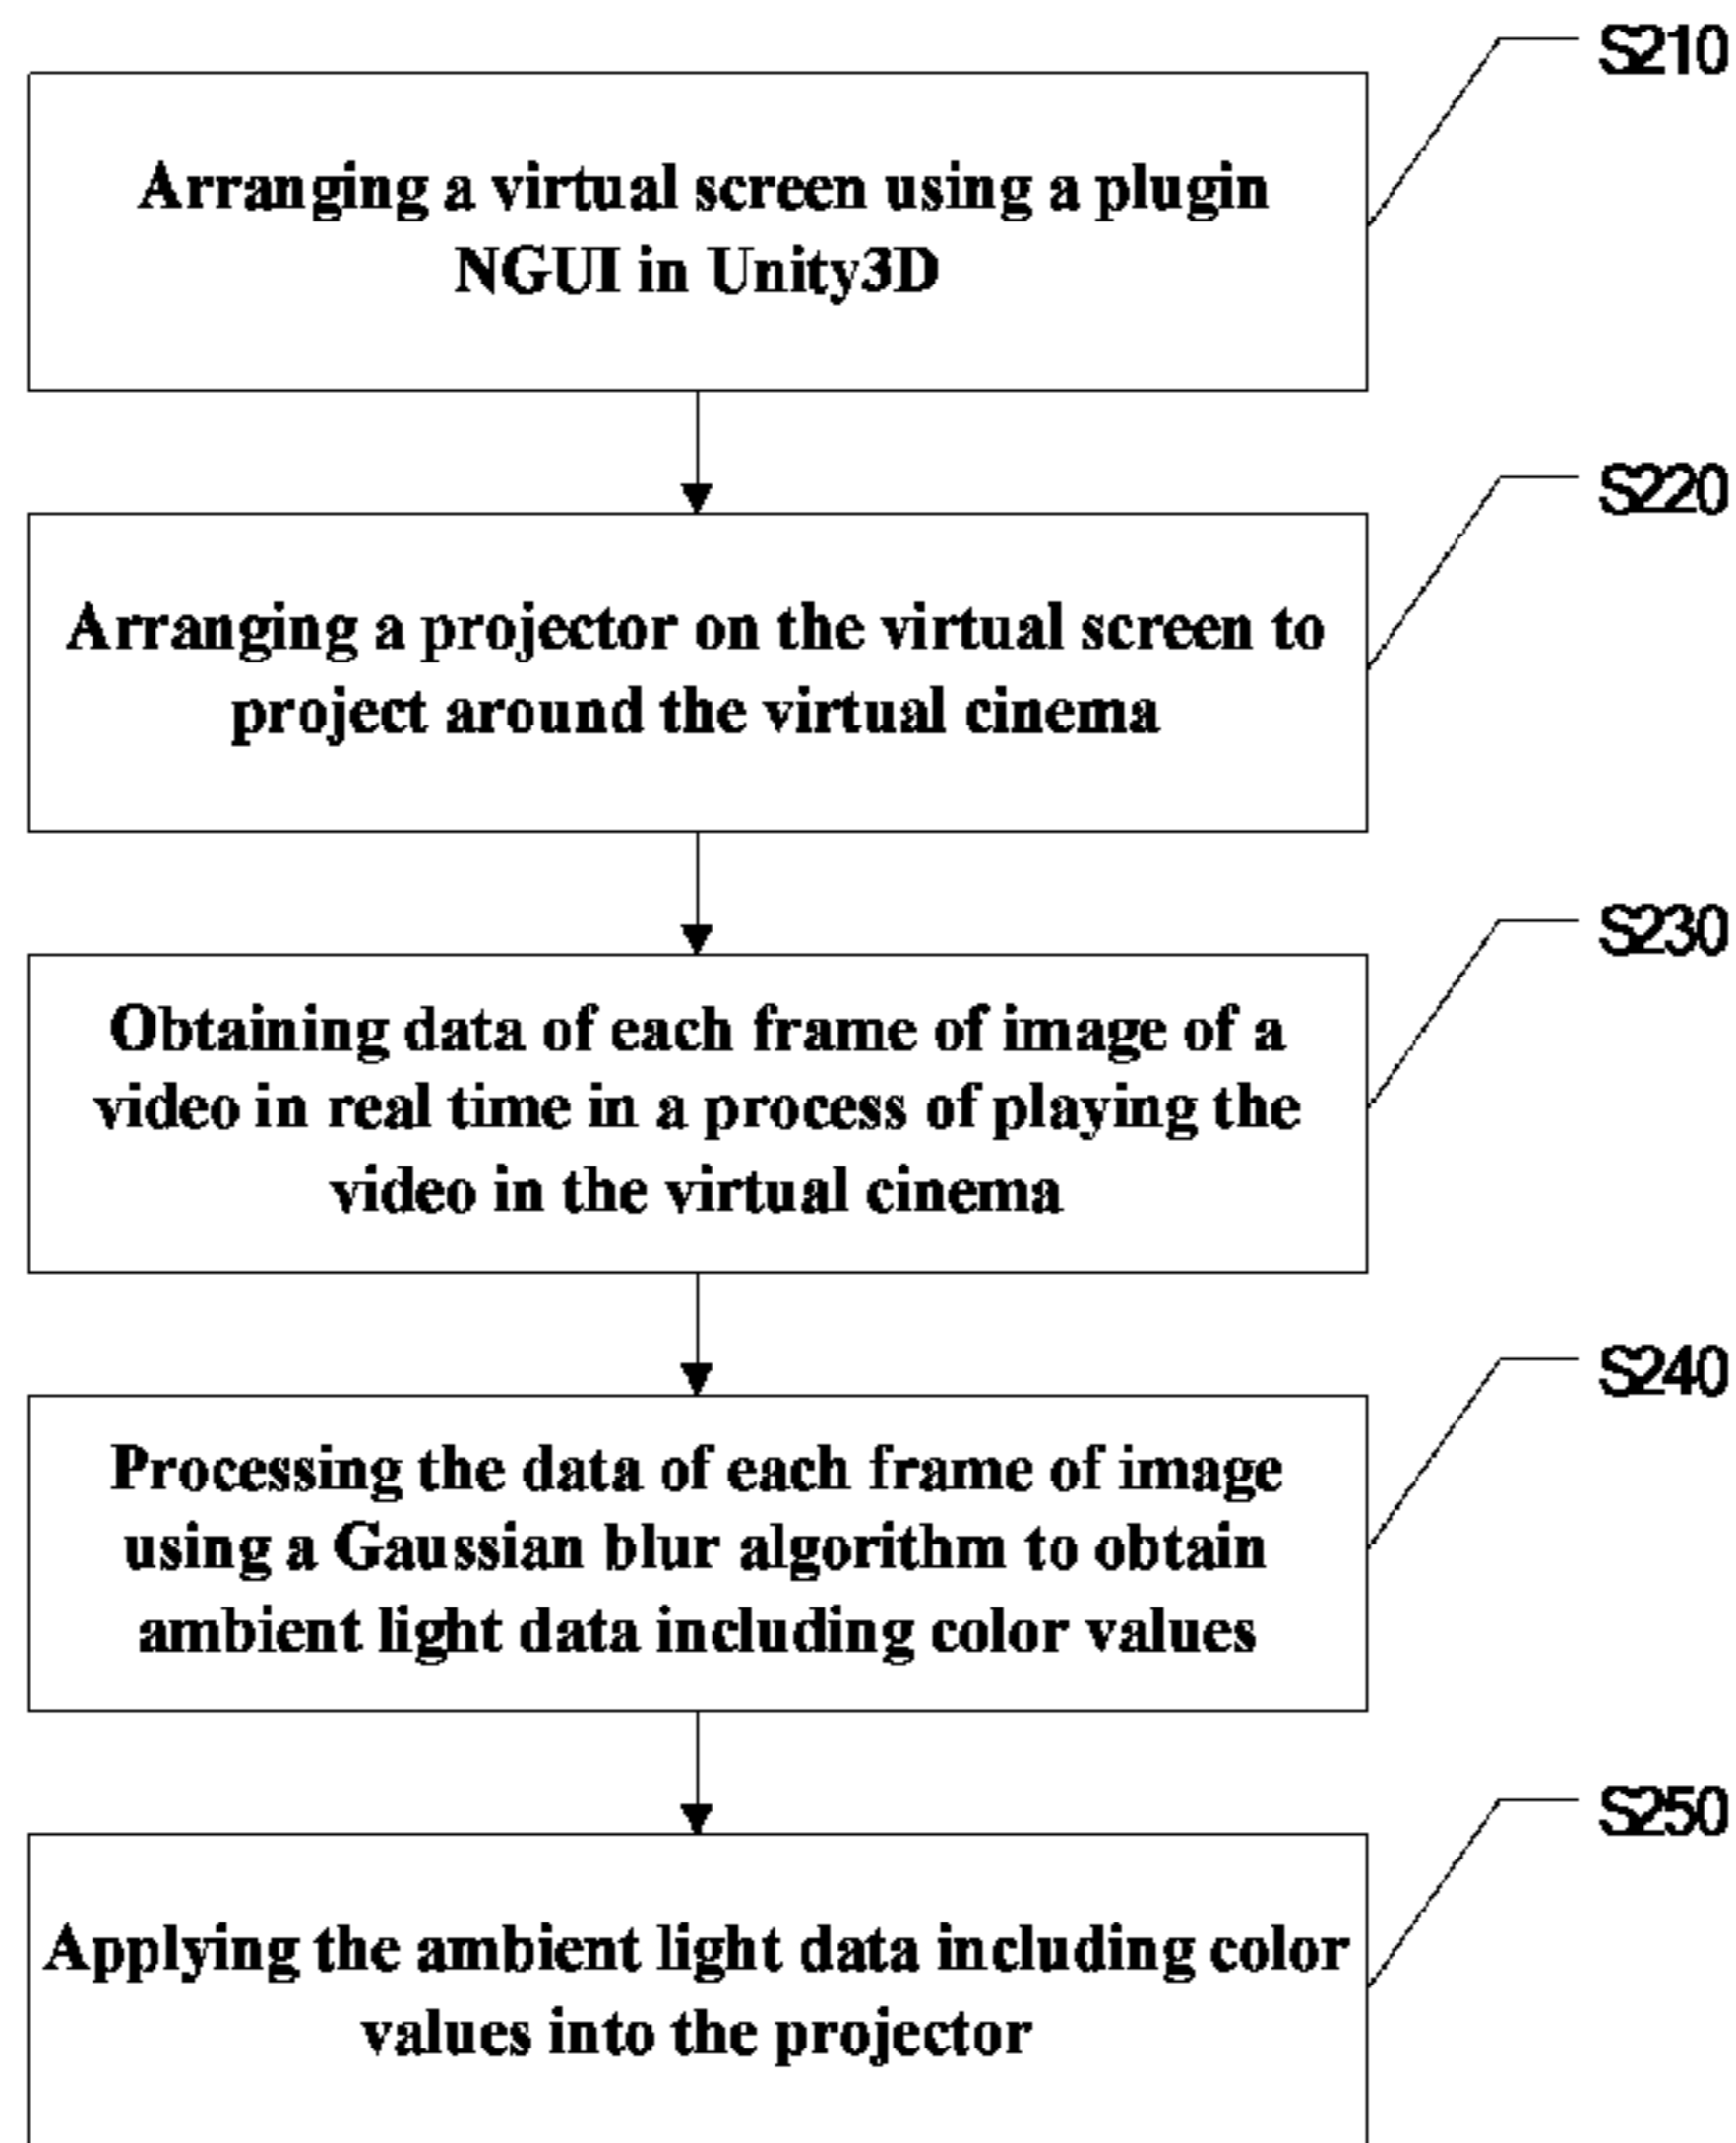 S210
Arranging a virtual screen using a plugin
NGUI in Unity3D
S220
Arranging a projector on the virtual screen to
project around the virtual cinema
S230
Obtaining data of each frame of image of a
video in real time in a process of playing the
video in the virtual cinema
S240
Processing the data of each frame of image
using a Gaussian blur algorithm to obtain
ambient light data including color values
S250
Applying the ambient light data including color
values into the projector